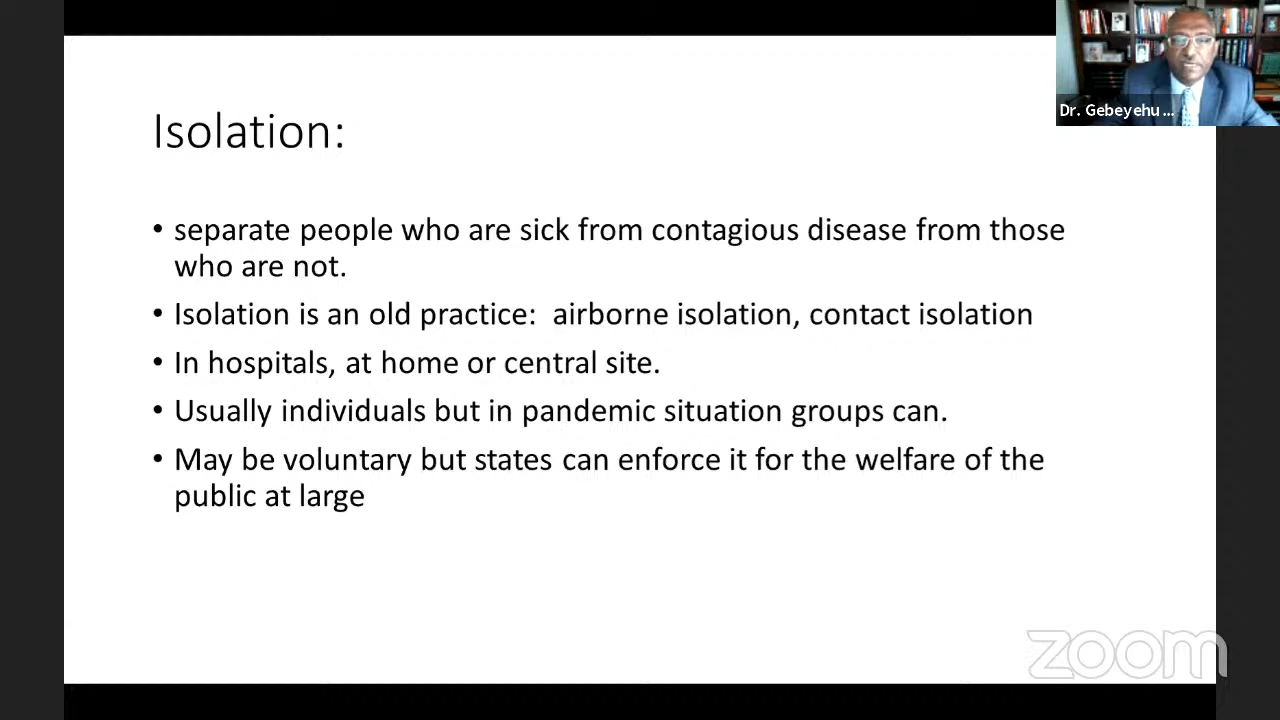 Dr. Gebeyehu ...
Isolation:
• separate people who are sick from contagious disease from those
who are not.
• Isolation is an old practice:  airborne isolation, contact isolation
• In hospitals, at home or central site.
• Usually individuals but in pandemic situation groups can.
• May be voluntary but states can enforce it for the welfare of the
public at large
zoom